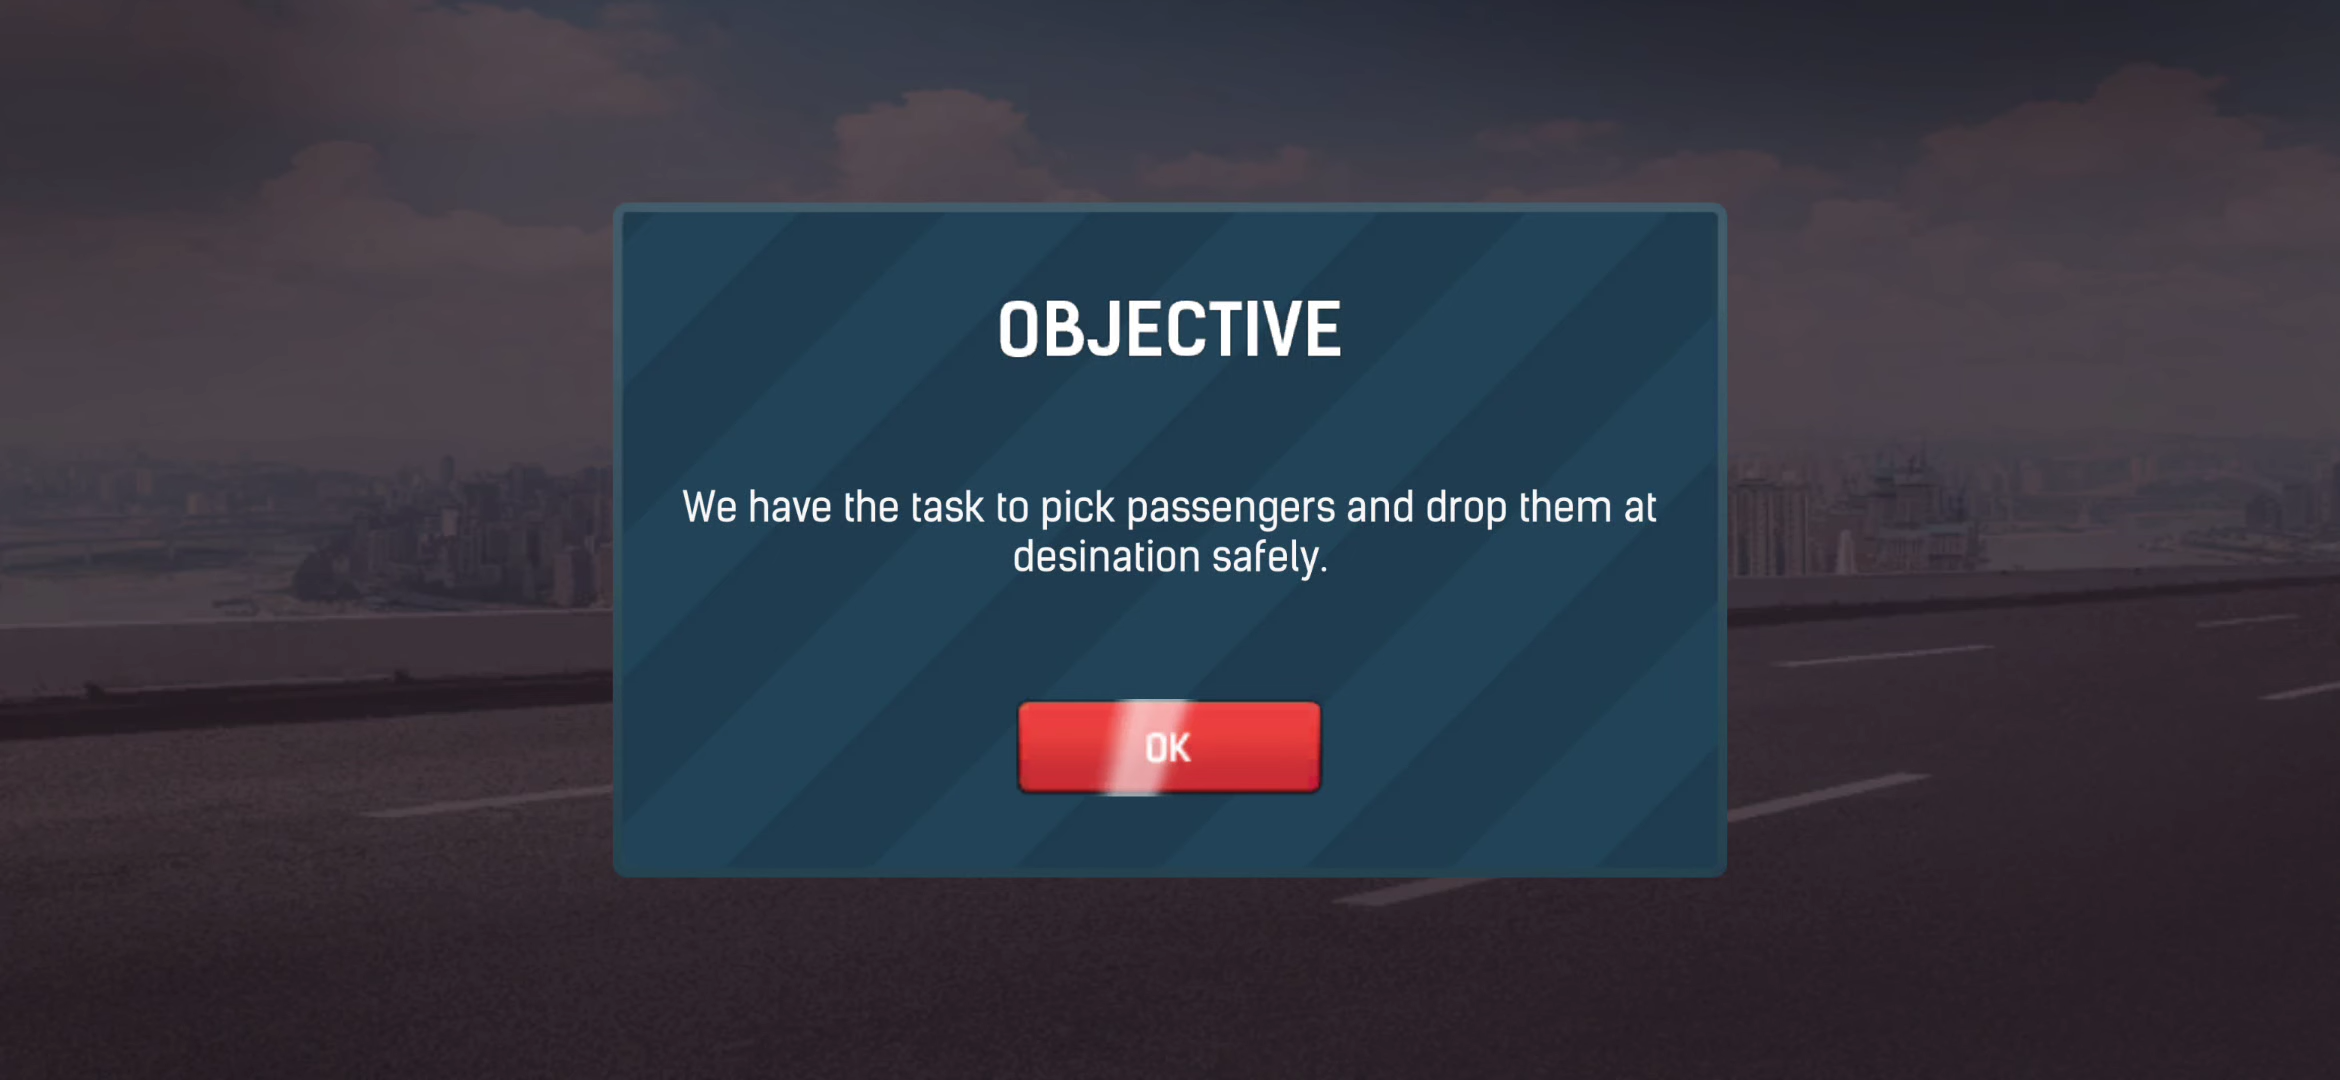 OBJECTIVE
We have the task to pick passengers and drop them at
desination safely.
OK